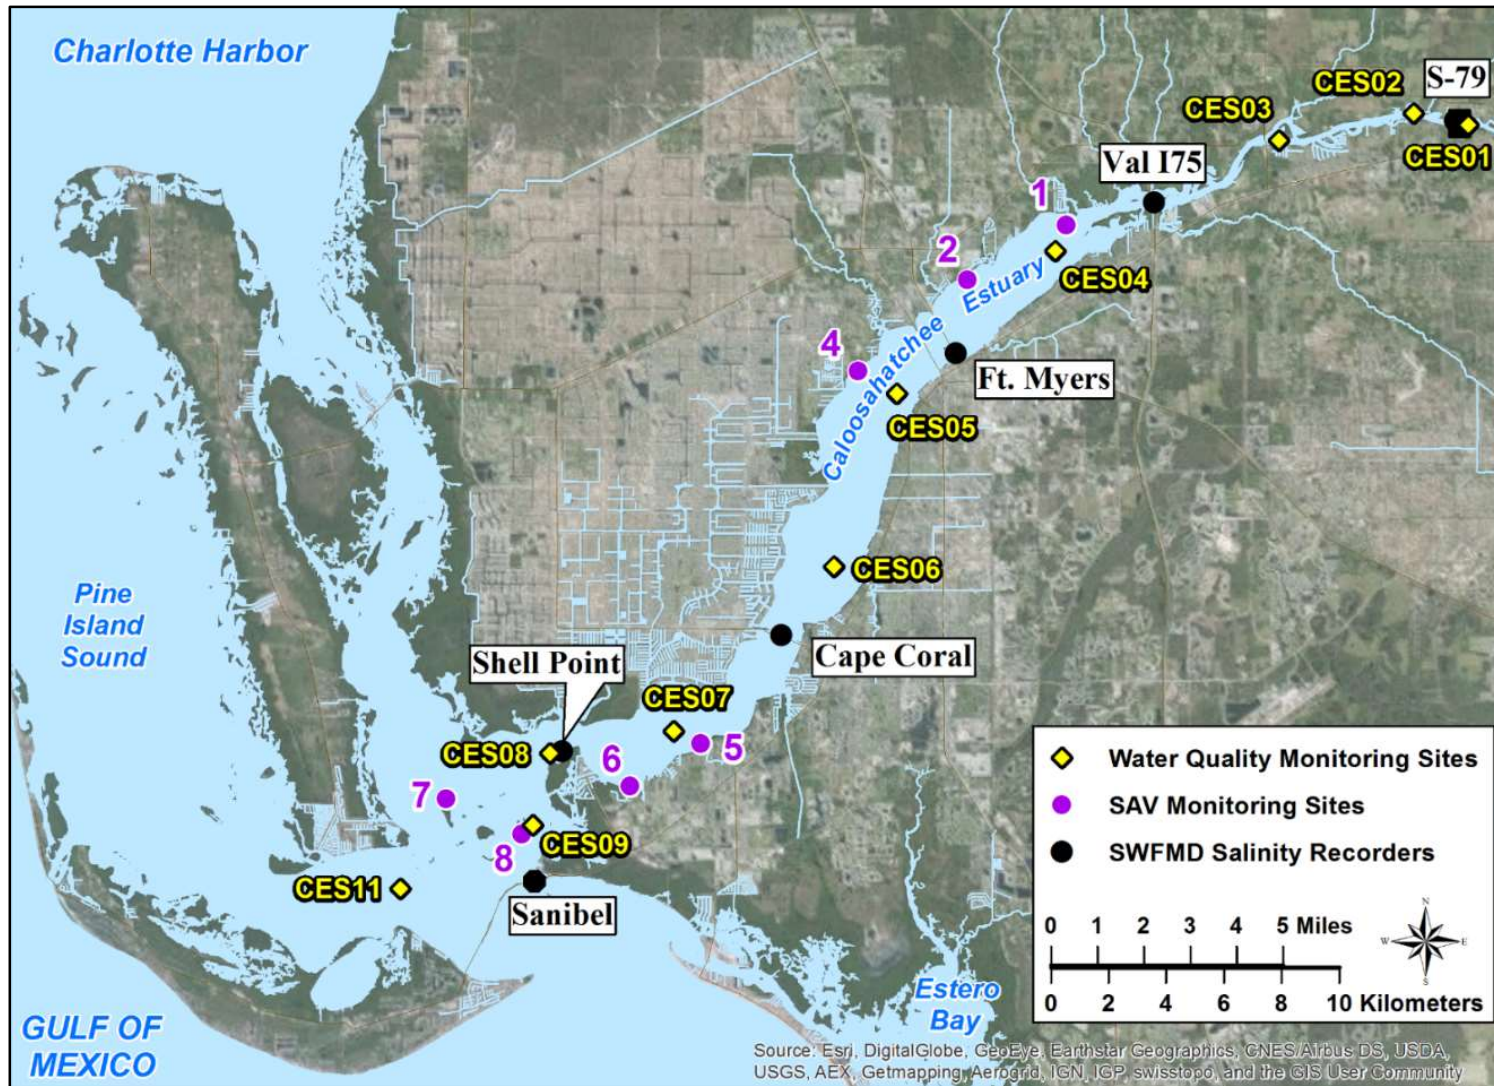 Charlotte Harbor
CES02
S-79
CES03
CES01
Val I75
1
2
CES04
Caloosahatchee Estuary
4
Ft. Myers
CES05
Pine
Island
Sound
CES06
Cape Coral
Shell Point
CES07
CES08
5
6
7
CES09
8
CES11
Sanibel
Estero
Bay
GULF OF
MEXICO
Water Quality Monitoring Sites
SAV Monitoring Sites
SWFMD Salinity Recorders
0 1 2 3 4 5 Miles
0 2 4 6 8 10 Kilometers
N
W E
S
Source: Esri, DigitalGlobe, GeoEye, Earthstar Geographics, CNES/Airbus DS, USDA,
USGS, AEX, Getmapping, Aerogrid, IGN, IGP, swisstopo, and the GIS User Community